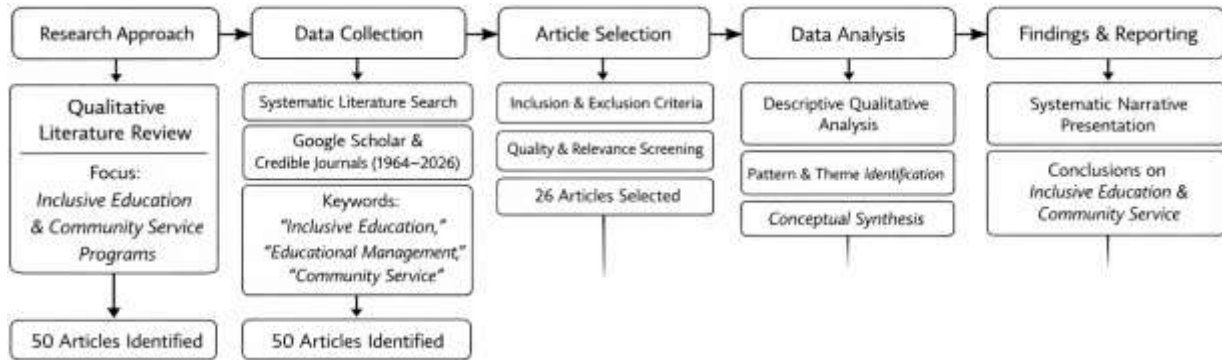 Research Approach
Qualitative
Literature Review
Focus:
Inclusive Education
& Community Service
Programs
50 Articles Identified
Data Collection
Systematic Literature Search
Google Scholar &
Credible Journals (1964–2026)
Keywords:
"Inclusive Education,"
"Educational Management,"
"Community Service"
50 Articles Identified
Article Selection
Inclusion & Exclusion Criteria
Quality & Relevance Screening
26 Articles Selected
Data Analysis
Descriptive Qualitative
Analysis
Pattern & Theme Identification
Conceptual Synthesis
Findings & Reporting
Systematic Narrative
Presentation
Conclusions on
Inclusive Education &
Community Service